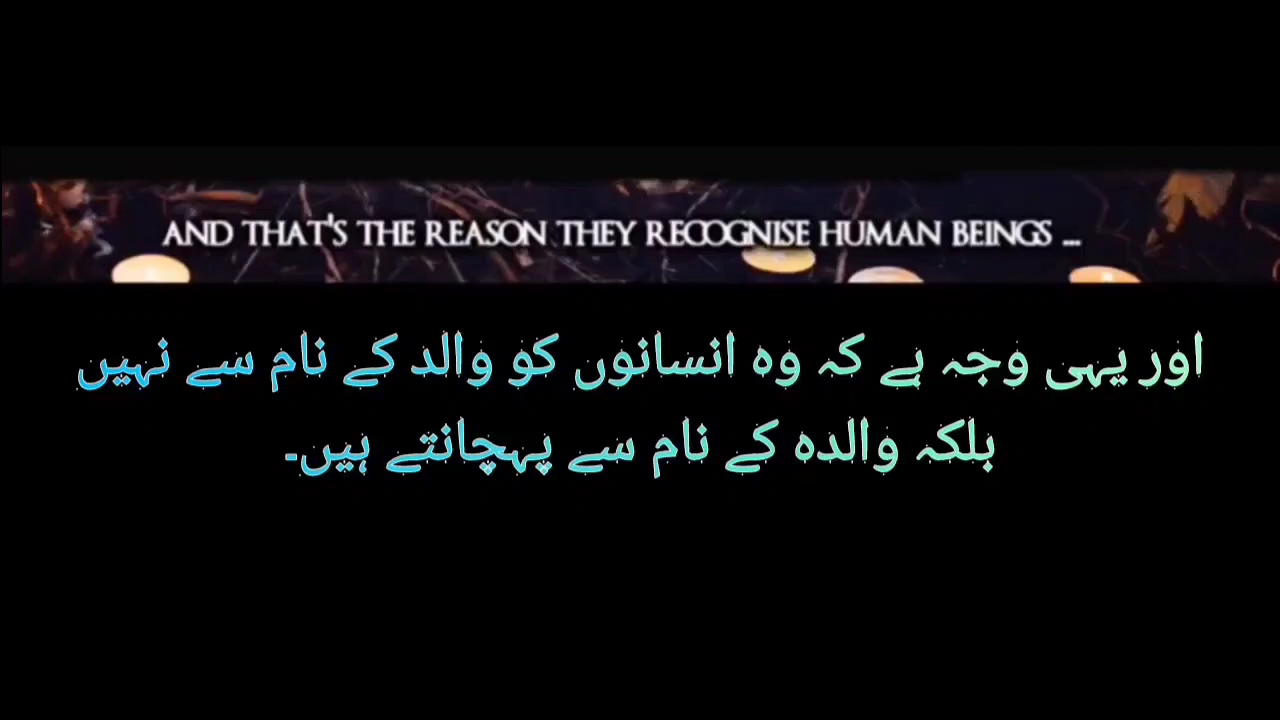 AND THAT'S THE REASON THEY RECOGNISE HUMAN BEINGS ...
اور یہی وجہ ہے کہ وہ انسانوں کو والد کے نام سے نہیں
بلکہ والدہ کے نام سے پہچانتے ہیں۔